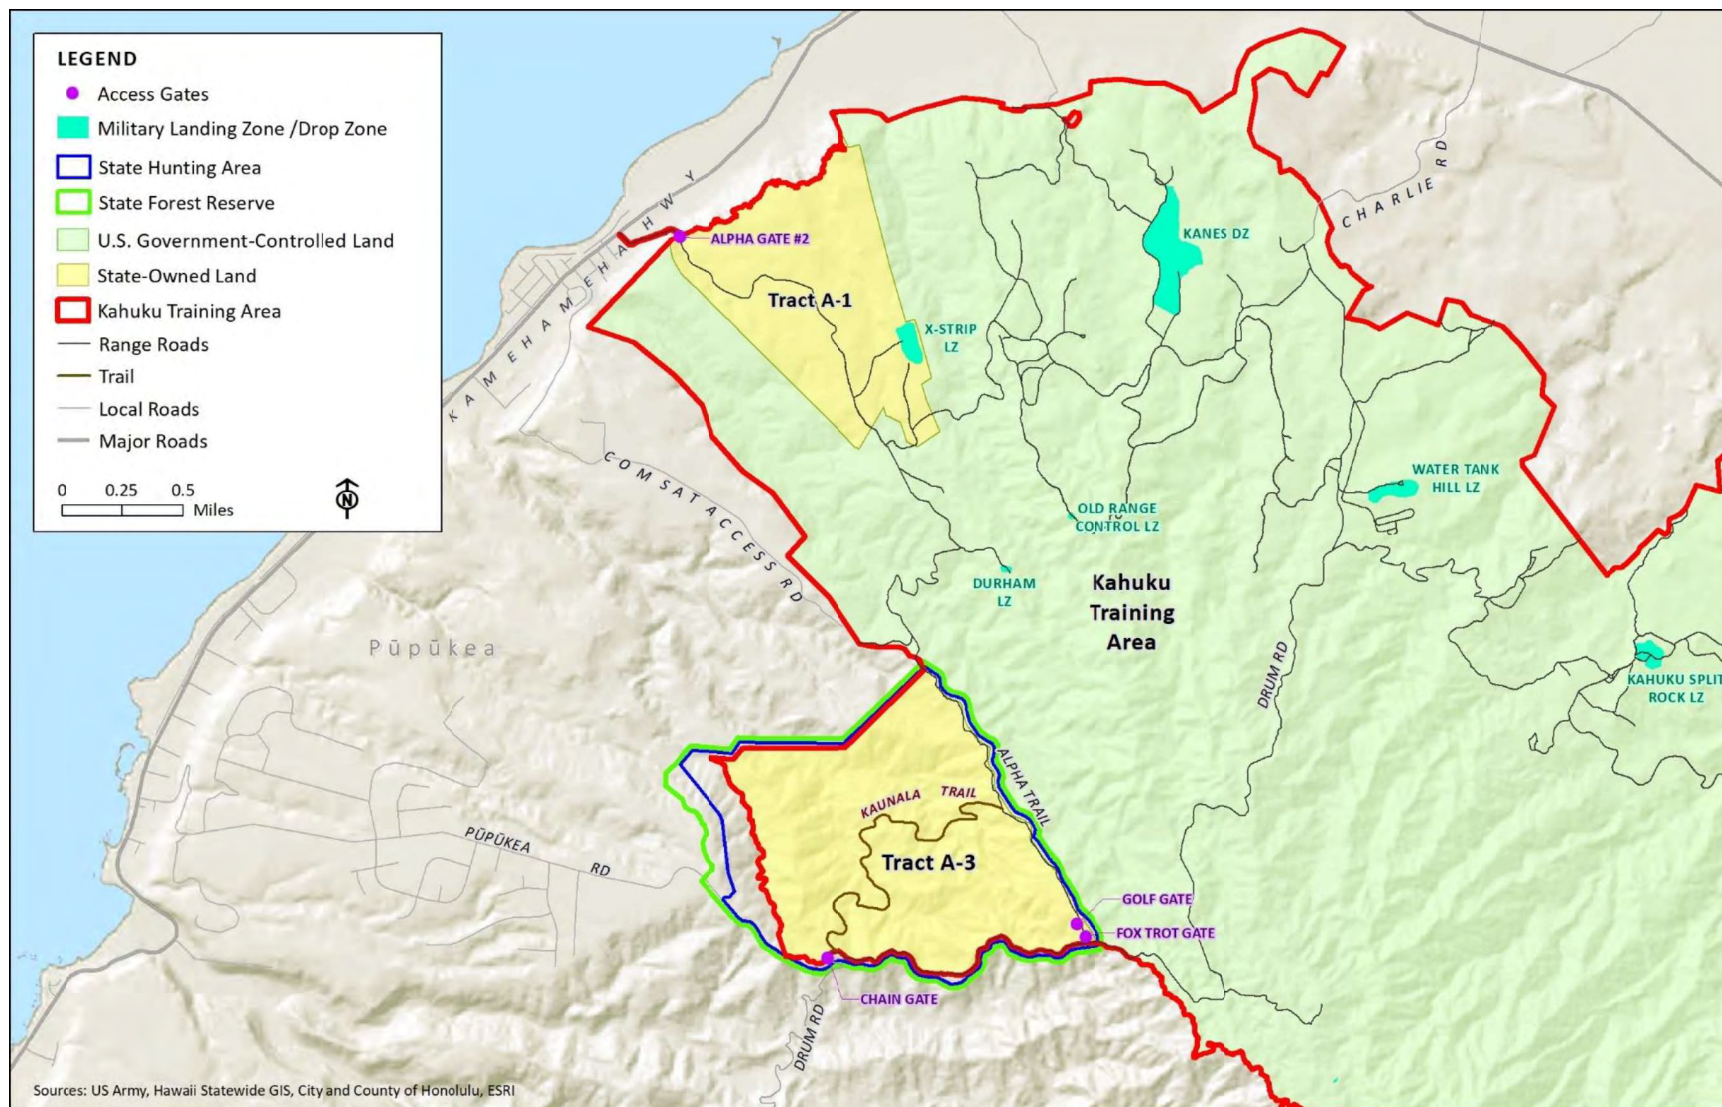 LEGEND
Access Gates
Military Landing Zone /Drop Zone
State Hunting Area
State Forest Reserve
U.S. Government-Controlled Land
State-Owned Land
Kahuku Training Area
Range Roads
Trail
Local Roads
Major Roads
0 0.25 0.5
Miles
N
KAMEHAMEHA HWY
KAMEHAMEHA
CHARLIE RD
ALPHA GATE #2
KANES DZ
Tract A-1
X-STRIP
LZ
COMSAT ACCESS RD
WATER TANK
HILL LZ
OLD RANGE
CONTROL LZ
DURHAM
LZ
Kahuku
Training
Area
Pūpūkea
DRUM RD
KAHUKU SPLIT
ROCK LZ
ALPHA TRAIL
KAUNALA TRAIL
PŪPŪKEA RD
Tract A-3
GOLF GATE
FOX TROT GATE
CHAIN GATE
DRUM RD
Sources: US Army, Hawaii Statewide GIS, City and County of Honolulu, ESRI